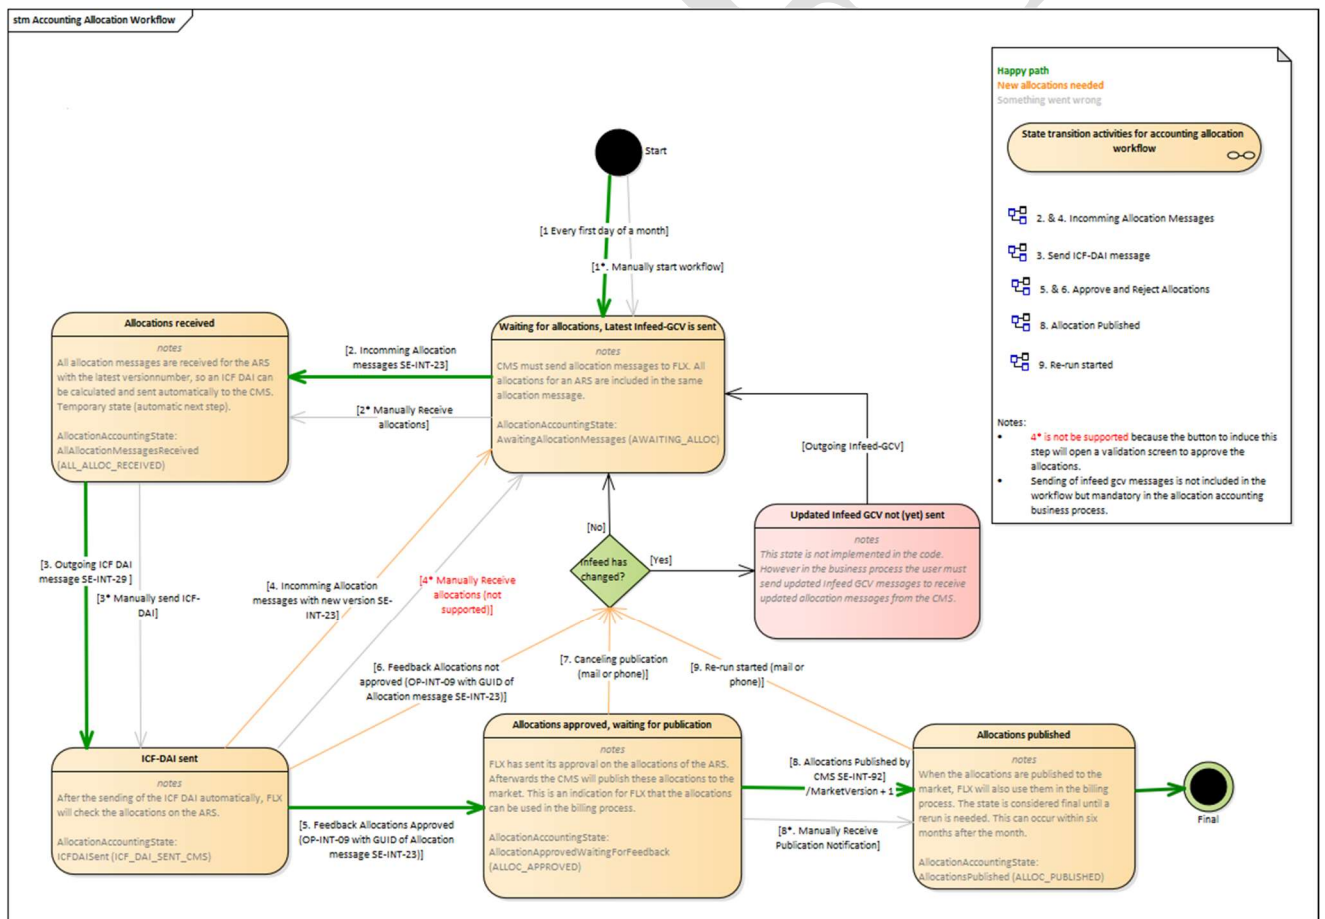 stm Accounting Allocation Workflow
Happy path
New allocations needed
Something went wrong
State transition activities for accounting allocation
workflow
2. & 4. Incomming Allocation Messages
3. Send ICF-DAI message
5. & 6. Approve and Reject Allocations
8. Allocation Published
9. Re-run started
Notes:
• 4* is not be supported because the button to induce this
step will open a validation screen to approve the
allocations.
• Sending of infeed gcv messages is not included in the
workflow but mandatory in the allocation accounting
business process.
Start
[1 Every first day of a month]
[1*. Manually start workflow]
Allocations received
notes
All allocation messages are received for the ARS
with the latest versionnumber, so an ICF DAI can
be calculated and sent automatically to the CMS.
Temporary state (automatic next step).
AllocationAccountingState:
AllAllocationMessagesReceived
(ALL_ALLOC_RECEIVED)
[2. Incomming Allocation
messages SE-INT-23]
[2* Manually Receive
allocations]
Waiting for allocations, Latest Infeed-GCV is sent
notes
CMS must send allocation messages to FLX. All
allocations for an ARS are included in the same
allocation message.
AllocationAccountingState:
AwaitingAllocationMessages (AWAITING_ALLOC)
[Outgoing Infeed-GCV]
Updated Infeed GCV not (yet) sent
notes
This state is not implemented in the code.
However in the business process the user must
send updated Infeed GCV messages to receive
updated allocation messages from the CMS.
[No]
Infeed has
changed?
[Yes]
[3. Outgoing ICF DAI
message SE-INT-29 ]
[3* Manually send ICF-
DAI]
[4. Incomming Allocation
messages with new version SE-
INT-23]
[4* Manually Receive
allocations (not
supported)]
[6. Feedback Allocations not
approved (OP-INT-09 with GUID of
Allocation message SE-INT-23)]
[7. Canceling publication
(mail or phone)]
[9. Re-run started (mail or
phone)]
ICF-DAI sent
notes
After the sending of the ICF DAI automatically, FLX
will check the allocations on the ARS.
AllocationAccountingState:
ICFDAISent (ICF_DAI_SENT_CMS)
[5. Feedback Allocations Approved
(OP-INT-09 with GUID of Allocation
message SE-INT-23)]
Allocations approved, waiting for publication
notes
FLX has sent its approval on the allocations of the ARS.
Afterwards the CMS will publish these allocations to the
market. This is an indication for FLX that the allocations
can be used in the billing process.
AllocationAccountingState:
AllocationApprovedWaitingForFeedback
(ALLOC_APPROVED)
[8. Allocations Published by
CMS SE-INT-92]
/MarketVersion + 1
[8*. Manually Receive
Publication Notification]
Allocations published
notes
When the allocations are published to the
market, FLX will also use them in the billing
process. The state is considered final until a
rerun is needed. This can occur within six
months after the month.
AllocationAccountingState:
AllocationsPublished (ALLOC_PUBLISHED)
Final